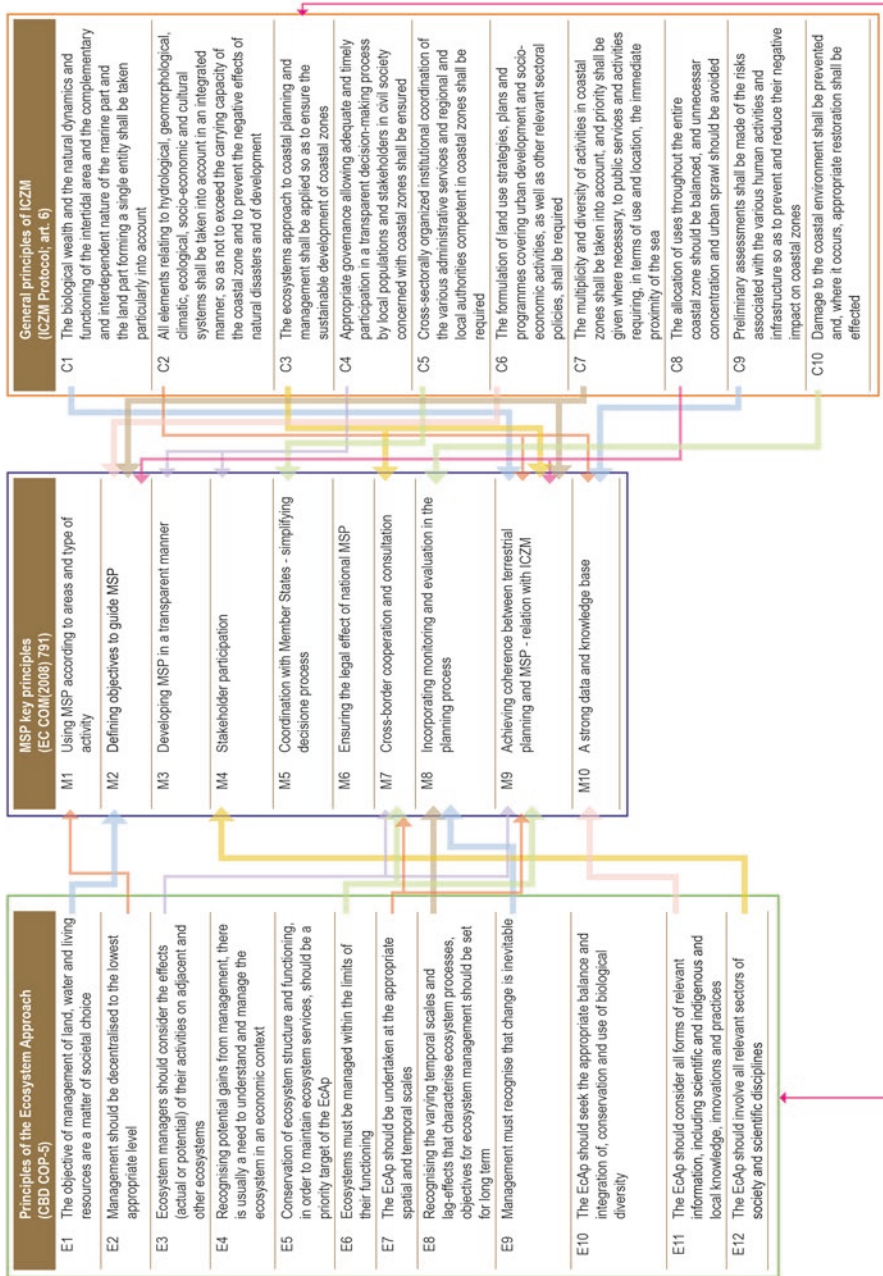 Principles of the Ecosystem Approach
(CBD COP-5)
E1 The objective of management of land, water and living
resources are a matter of societal choice
E2 Management should be decentralised to the lowest
appropriate level
E3 Ecosystem managers should consider the effects
(actual or potential) of their activities on adjacent and
other ecosystems
E4 Recognising potential gains from management, there
is usually a need to understand and manage the
ecosystem in an economic context
E5 Conservation of ecosystem structure and functioning,
in order to maintain ecosystem services, should be a
priority target of the EcAp
E6 Ecosystems must be managed within the limits of
their functioning
E7 The EcAp should be undertaken at the appropriate
spatial and temporal scales
E8 Recognising the varying temporal scales and
lag-effects that characterise ecosystem processes,
objectives for ecosystem management should be set
for long term
E9 Management must recognise that change is inevitable
E10 The EcAp should seek the appropriate balance and
integration of, conservation and use of biological
diversity
E11 The EcAp should consider all forms of relevant
information, including scientific and indigenous and
local knowledge, innovations and practices
E12 The EcAp should involve all relevant sectors of
society and scientific disciplines
MSP key principles
(EC COM(2008) 791)
M1 Using MSP according to areas and type of
activity
M2 Defining objectives to guide MSP
M3 Developing MSP in a transparent manner
M4 Stakeholder participation
M5 Coordination with Member States - simplifying
decisione process
M6 Ensuring the legal effect of national MSP
M7 Cross-border cooperation and consultation
M8 Incorporating monitoring and evaluation in the
planning process
M9 Achieving coherence between terrestrial
planning and MSP - relation with ICZM
M10 A strong data and knowledge base
General principles of ICZM
(ICZM Protocol; art. 6)
C1 The biological wealth and the natural dynamics and
functioning of the intertidal area and the complementary
and interdependent nature of the marine part and
the land part forming a single entity shall be taken
particularly into account
C2 All elements relating to hydrological, geomorphological,
climatic, ecological, socio-economic and cultural
systems shall be taken into account in an integrated
manner, so as not to exceed the carrying capacity of
the coastal zone and to prevent the negative effects of
natural disasters and of development
C3 The ecosystems approach to coastal planning and
management shall be applied so as to ensure the
sustainable development of coastal zones
C4 Appropriate governance allowing adequate and timely
participation in a transparent decision-making process
by local populations and stakeholders in civil society
concerned with coastal zones shall be ensured
C5 Cross-sectorally organized institutional coordination of
the various administrative services and regional and
local authorities competent in coastal zones shall be
required
C6 The formulation of land use strategies, plans and
programmes covering urban development and socio-
economic activities, as well as other relevant sectoral
policies, shall be required
C7 The multiplicity and diversity of activities in coastal
zones shall be taken into account, and priority shall be
given where necessary, to public services and activities
requiring, in terms of use and location, the immediate
proximity of the sea
C8 The allocation of uses throughout the entire
coastal zone should be balanced, and unnecessar
concentration and urban sprawl should be avoided
C9 Preliminary assessments shall be made of the risks
associated with the various human activities and
infrastructure so as to prevent and reduce their negative
impact on coastal zones
C10 Damage to the coastal environment shall be prevented
and, where it occurs, appropriate restoration shall be
effected